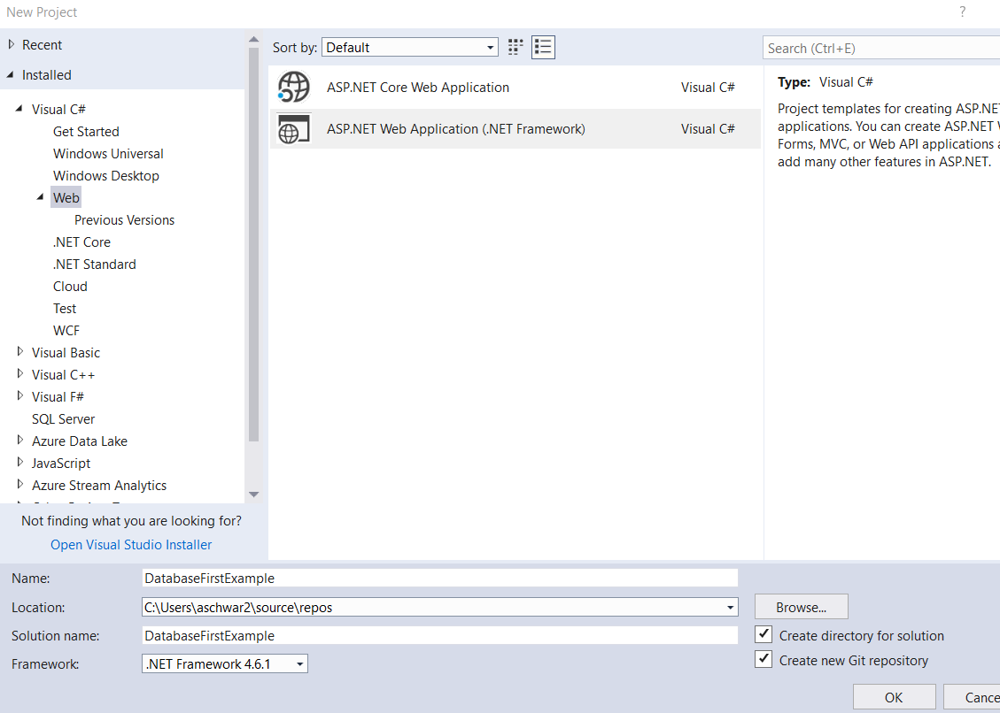 New Project
?
Recent
Installed
Visual C#
Get Started
Windows Universal
Windows Desktop
Web
Previous Versions
.NET Core
.NET Standard
Cloud
Test
WCF
Visual Basic
Visual C++
Visual F#
SQL Server
Azure Data Lake
JavaScript
Azure Stream Analytics
Not finding what you are looking for?
Open Visual Studio Installer
Sort by: Default
ASP.NET Core Web Application Visual C#
ASP.NET Web Application (.NET Framework) Visual C#
Search (Ctrl+E)
Type: Visual C#
Project templates for creating ASP.NET
applications. You can create ASP.NET W
Forms, MVC, or Web API applications a
add many other features in ASP.NET.
Name: DatabaseFirstExample
Location: C:\Users\aschwar2\source\repos
Browse...
Solution name: DatabaseFirstExample
Create directory for solution
Framework: .NET Framework 4.6.1
Create new Git repository
OK
Cance